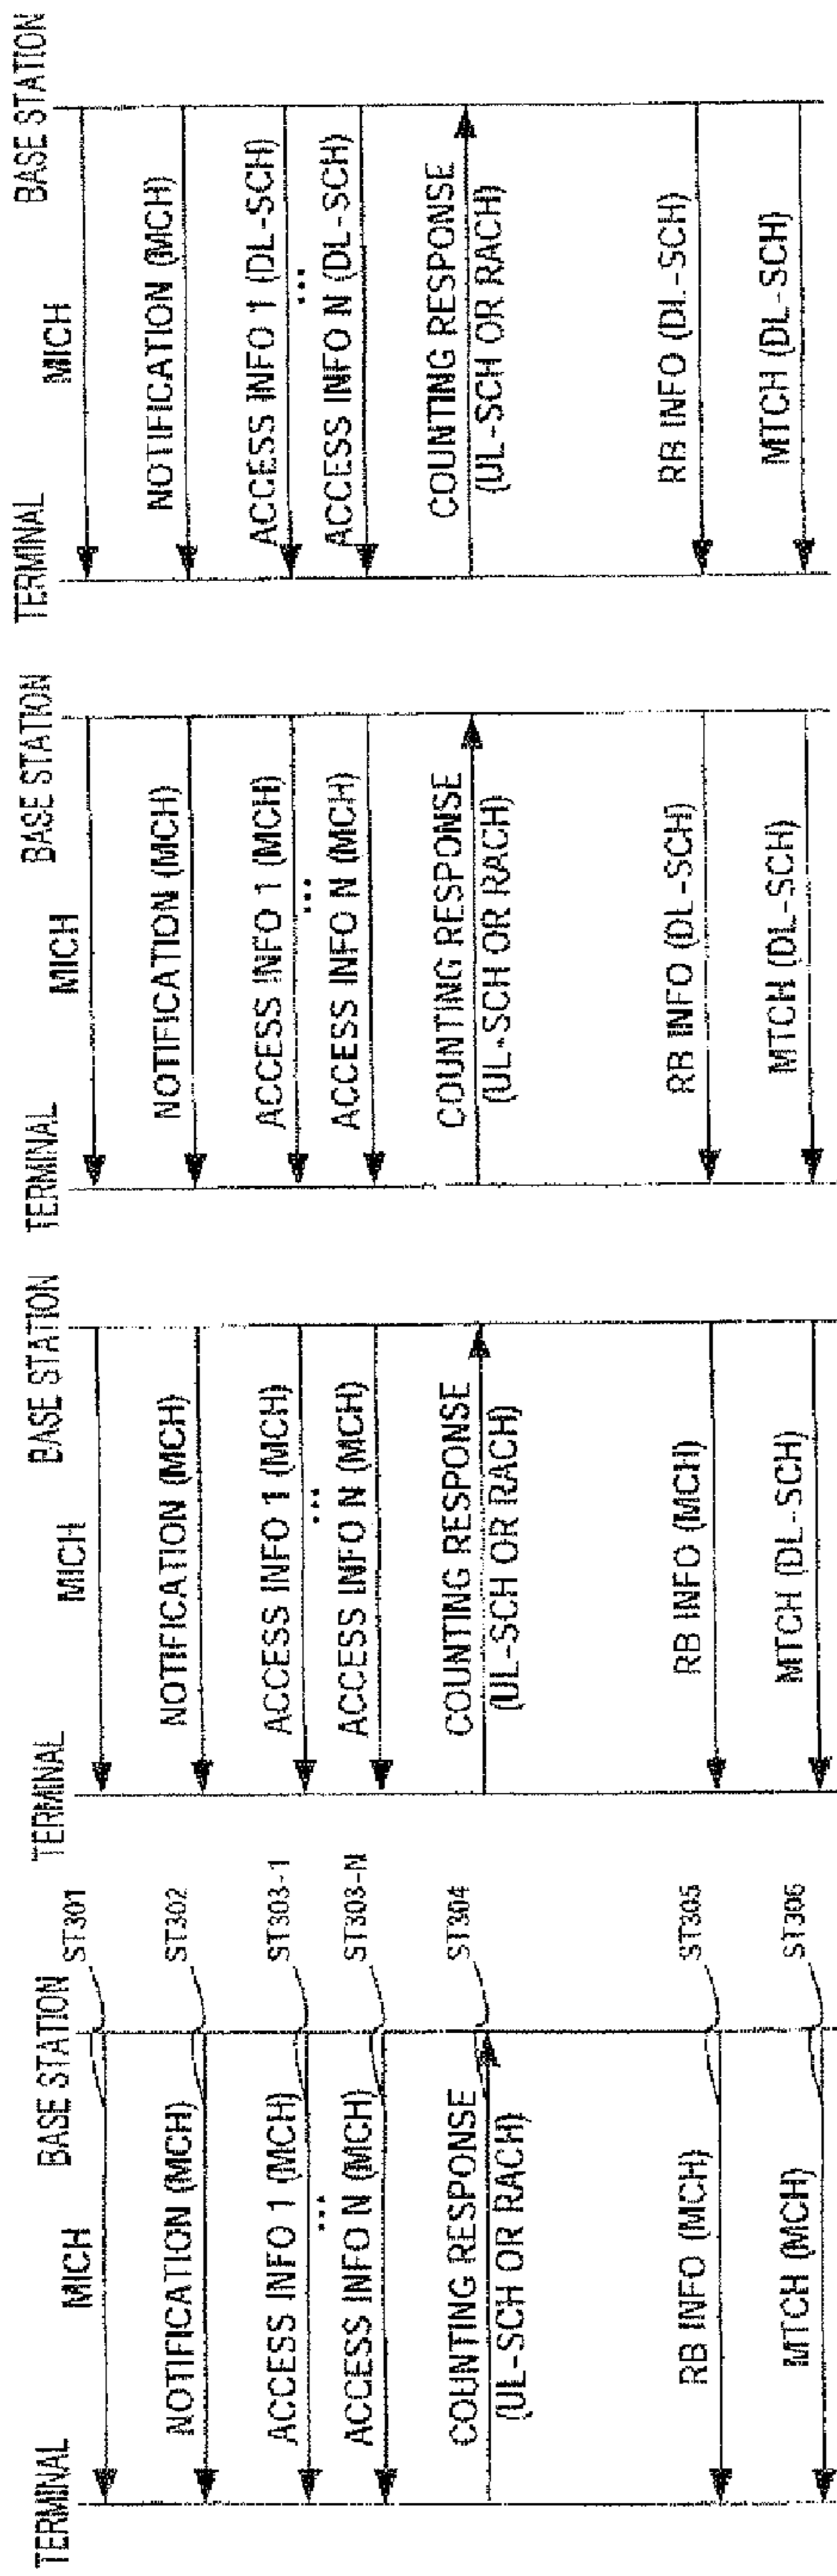 TERMINAL
BASE STATION
MICH
ST301
NOTIFICATION (MCH)
ST302
ACCESS INFO 1 (MCH)
ST303-1
•••
ACCESS INFO N (MCH)
ST303-N
COUNTING RESPONSE
(UL-SCH OR RACH)
ST304
RB INFO (MCH)
ST305
MTCH (MCH)
ST306
TERMINAL
BASE STATION
MICH
NOTIFICATION (MCH)
ACCESS INFO 1 (MCH)
•••
ACCESS INFO N (MCH)
COUNTING RESPONSE
(UL-SCH OR RACH)
RB INFO (MCH)
MTCH (DL-SCH)
TERMINAL
BASE STATION
MICH
NOTIFICATION (MCH)
ACCESS INFO 1 (MCH)
•••
ACCESS INFO N (MCH)
COUNTING RESPONSE
(UL-SCH OR RACH)
RB INFO (DL-SCH)
MTCH (DL-SCH)
TERMINAL
BASE STATION
MICH
NOTIFICATION (MCH)
ACCESS INFO 1 (DL-SCH)
•••
ACCESS INFO N (DL-SCH)
COUNTING RESPONSE
(UL-SCH OR RACH)
RB INFO (DL-SCH)
MTCH (DL-SCH)